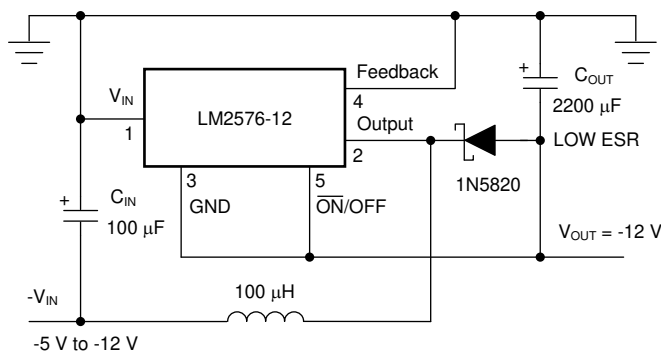 Feedback
4
+
C_OUT
2200 μF
LOW ESR
V_IN
1
LM2576-12
Output
2
1N5820
3
GND
5
O̅N̅/OFF
+
C_IN
100 μF
V_OUT = -12 V
100 μH
-V_IN
-5 V to -12 V